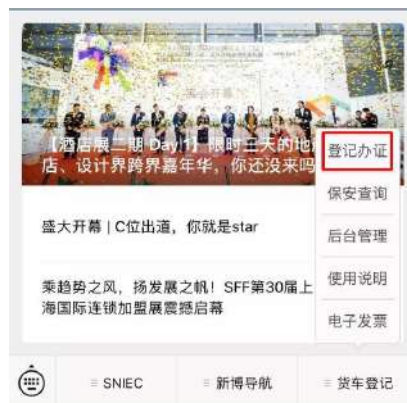 【酒店展二期 Day1】限时三天的地
店、设计界跨界嘉年华，你还没来吗
盛大开幕 | C位出道，你就是star
乘趋势之风，扬发展之帆！SFF第30届上
海国际连锁加盟展震撼启幕
登记办证
保安查询
后台管理
使用说明
电子发票
SNIEC
新博导航
货车登记